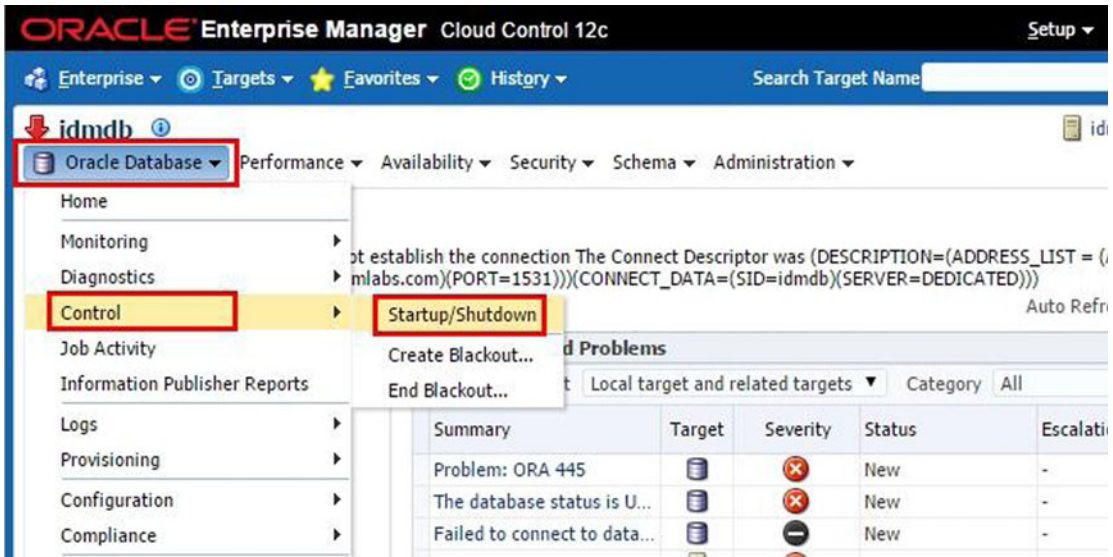 ORACLE Enterprise Manager Cloud Control 12c Setup
Enterprise Targets Favorites History Search Target Name
idmdb
Oracle Database Performance Availability Security Schema Administration
Home
Monitoring
establish the connection The Connect Descriptor was (DESCRIPTION=(ADDRESS_LIST = (
Diagnostics
mlabs.com)(PORT=1531)))(CONNECT_DATA=(SID=idmdb)(SERVER=DEDICATED)))
Control Startup/Shutdown Auto Refr
Job Activity Create Blackout... d Problems
Information Publisher Reports End Blackout... t Local target and related targets Category All
Logs Summary Target Severity Status Escalati
Provisioning Problem: ORA 445 New -
Configuration The database status is U... New -
Compliance Failed to connect to data... New -